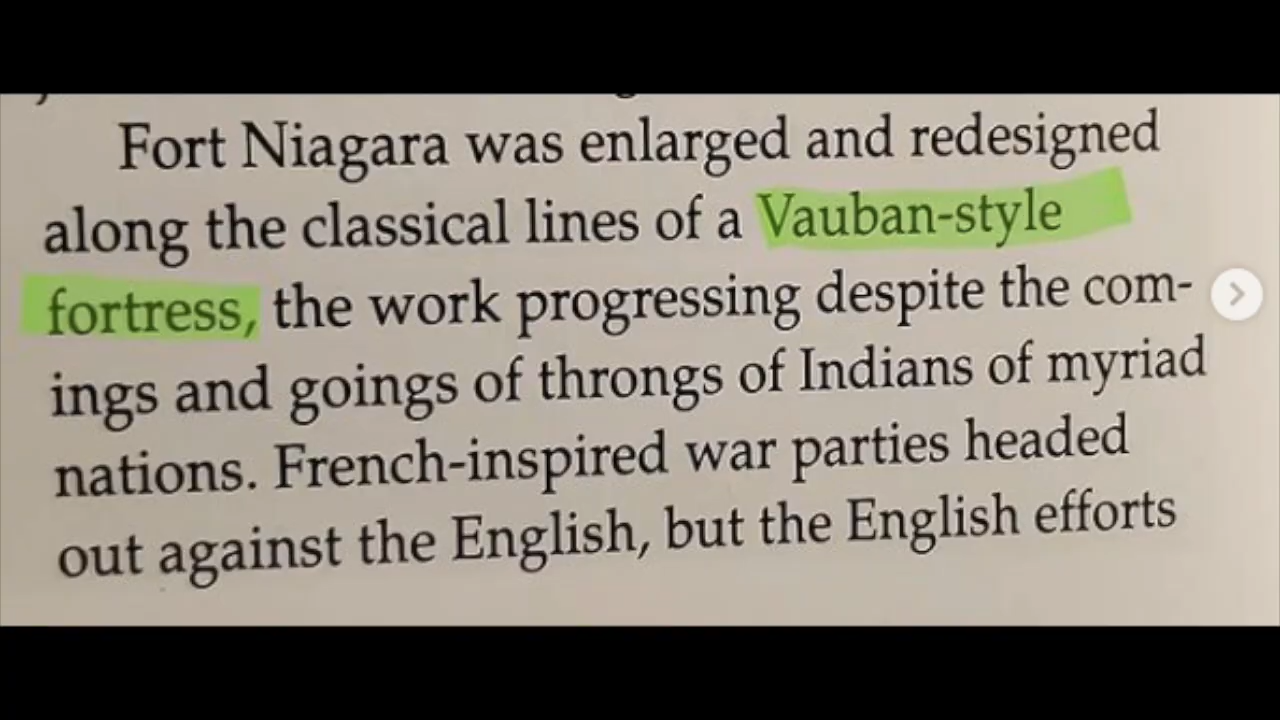 Fort Niagara was enlarged and redesigned
along the classical lines of a Vauban-style
fortress, the work progressing despite the com-
ings and goings of throngs of Indians of myriad
nations. French-inspired war parties headed
out against the English, but the English efforts